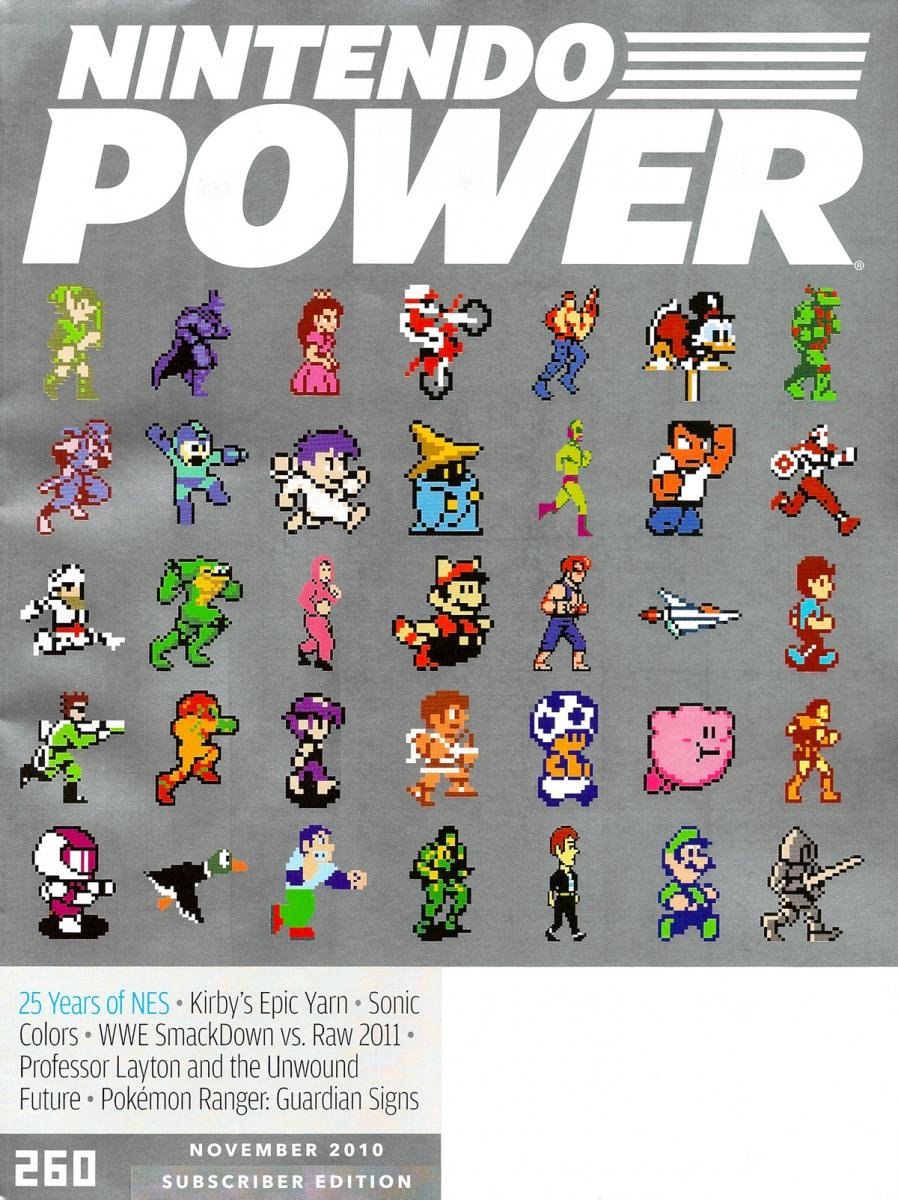 NINTENDO
POWER®
25 Years of NES • Kirby's Epic Yarn • Sonic
Colors • WWE SmackDown vs. Raw 2011 •
Professor Layton and the Unwound
Future • Pokémon Ranger: Guardian Signs
260
NOVEMBER 2010
SUBSCRIBER EDITION